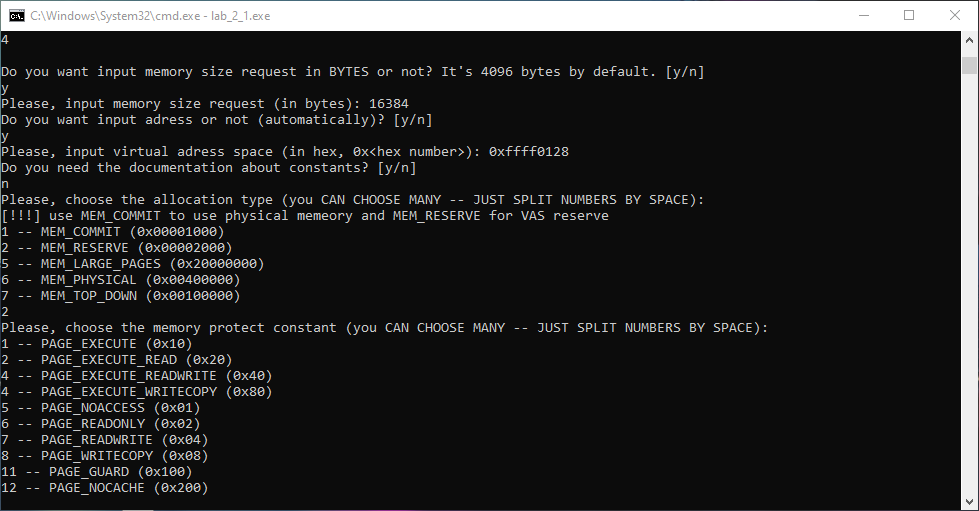 C:\Windows\System32\cmd.exe - lab_2_1.exe
4
Do you want input memory size request in BYTES or not? It's 4096 bytes by default. [y/n]
y
Please, input memory size request (in bytes): 16384
Do you want input adress or not (automatically)? [y/n]
y
Please, input virtual adress space (in hex, 0x<hex number>): 0xffff0128
Do you need the documentation about constants? [y/n]
n
Please, choose the allocation type (you CAN CHOOSE MANY -- JUST SPLIT NUMBERS BY SPACE):
[!!!] use MEM_COMMIT to use physical memeory and MEM_RESERVE for VAS reserve
1 -- MEM_COMMIT (0x00001000)
2 -- MEM_RESERVE (0x00002000)
5 -- MEM_LARGE_PAGES (0x20000000)
6 -- MEM_PHYSICAL (0x00400000)
7 -- MEM_TOP_DOWN (0x00100000)
2
Please, choose the memory protect constant (you CAN CHOOSE MANY -- JUST SPLIT NUMBERS BY SPACE):
1 -- PAGE_EXECUTE (0x10)
2 -- PAGE_EXECUTE_READ (0x20)
4 -- PAGE_EXECUTE_READWRITE (0x40)
4 -- PAGE_EXECUTE_WRITECOPY (0x80)
5 -- PAGE_NOACCESS (0x01)
6 -- PAGE_READONLY (0x02)
7 -- PAGE_READWRITE (0x04)
8 -- PAGE_WRITECOPY (0x08)
11 -- PAGE_GUARD (0x100)
12 -- PAGE_NOCACHE (0x200)